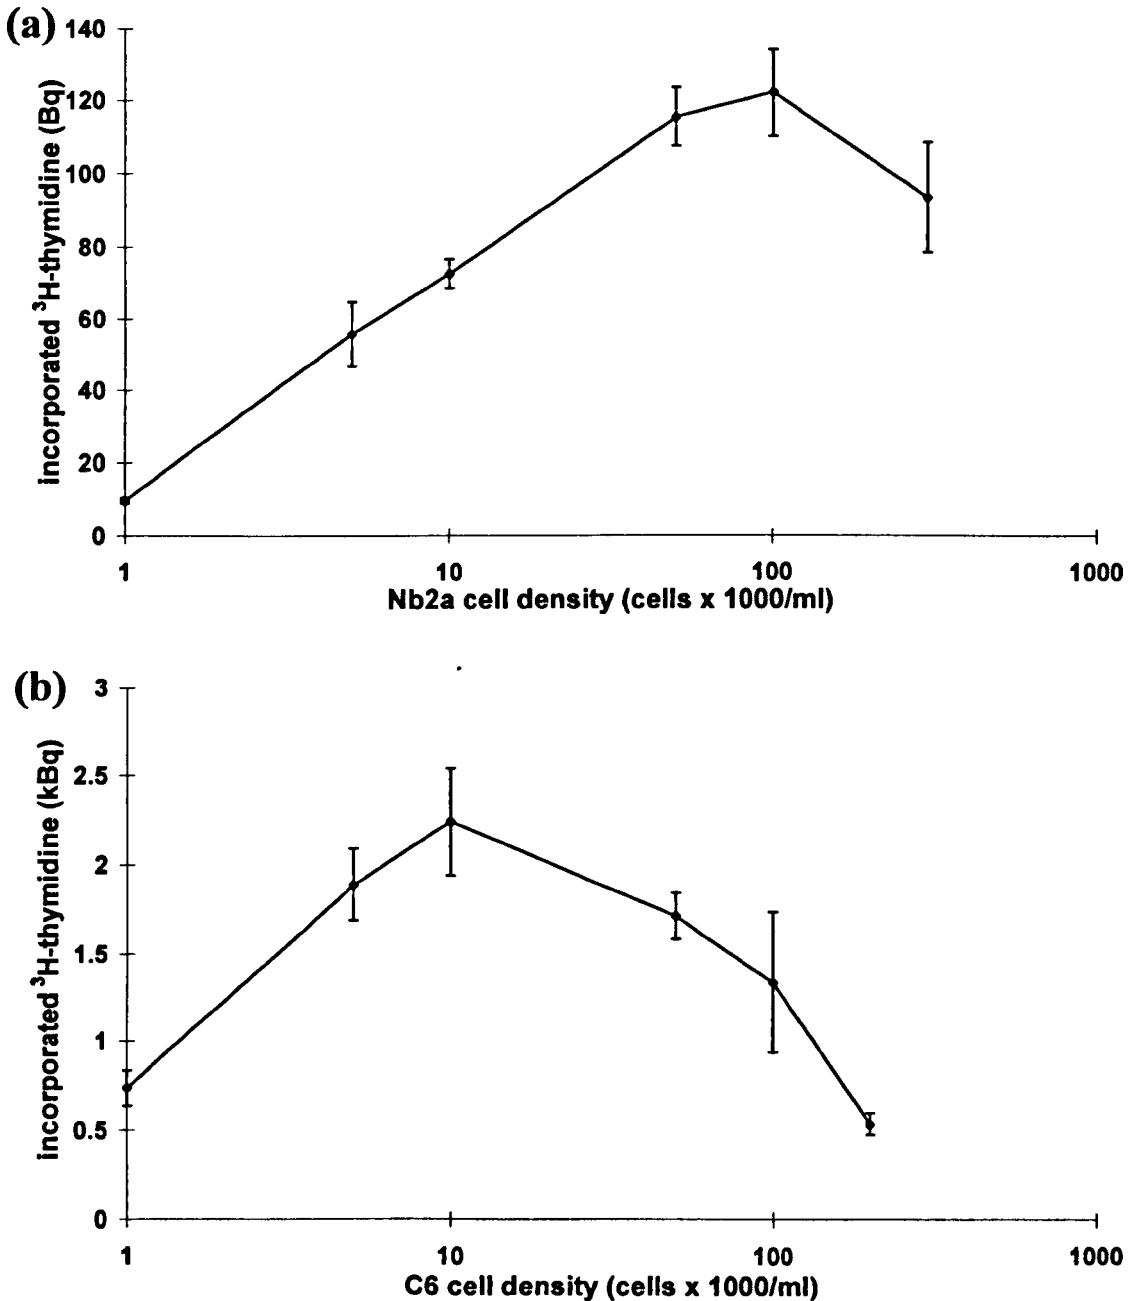 (a)
140
120
100
80
60
40
20
0
incorporated ³H-thymidine (Bq)
1 10 100 1000
Nb2a cell density (cells x 1000/ml)
(b)
3
2.5
2
1.5
1
0.5
0
incorporated ³H-thymidine (kBq)
1 10 100 1000
C6 cell density (cells x 1000/ml)